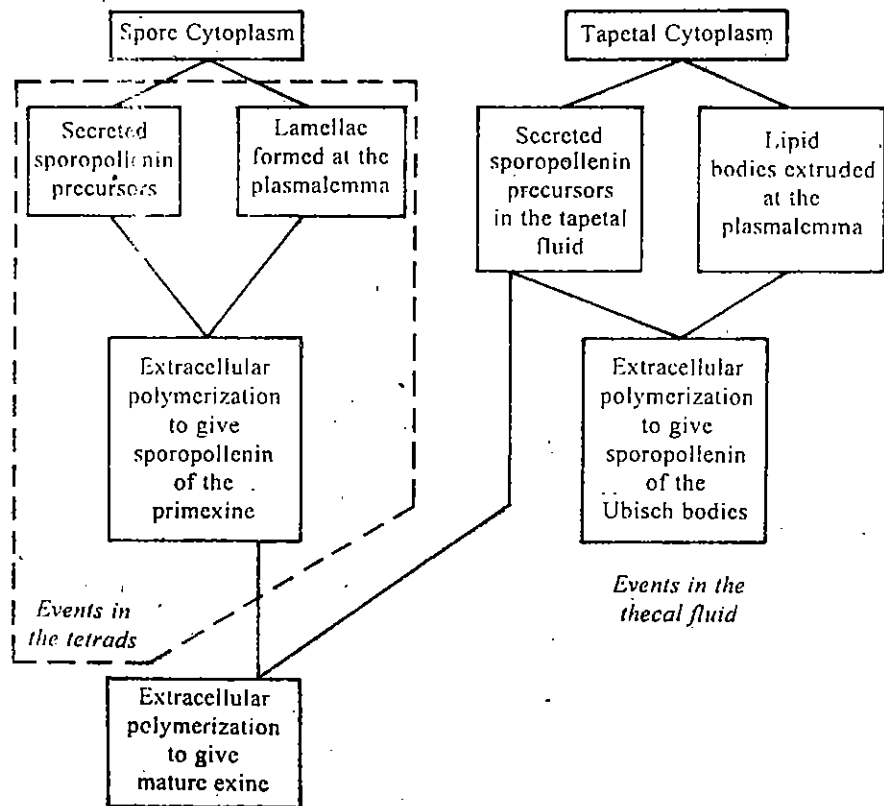 Spore Cytoplasm
Tapetal Cytoplasm
Secreted
sporopollenin
precursors
Lamellae
formed at the
plasmalemma
Secreted
sporopollenin
precursors
in the tapetal
fluid
Lipid
bodies extruded
at the
plasmalemma
Extracellular
polymerization
to give
sporopollenin
of the
primexine
Extracellular
polymerization
to give
sporopollenin
of the
Ubisch bodies
Events in
the tetrads
Events in the
thecal fluid
Extracellular
polymerization
to give
mature exine